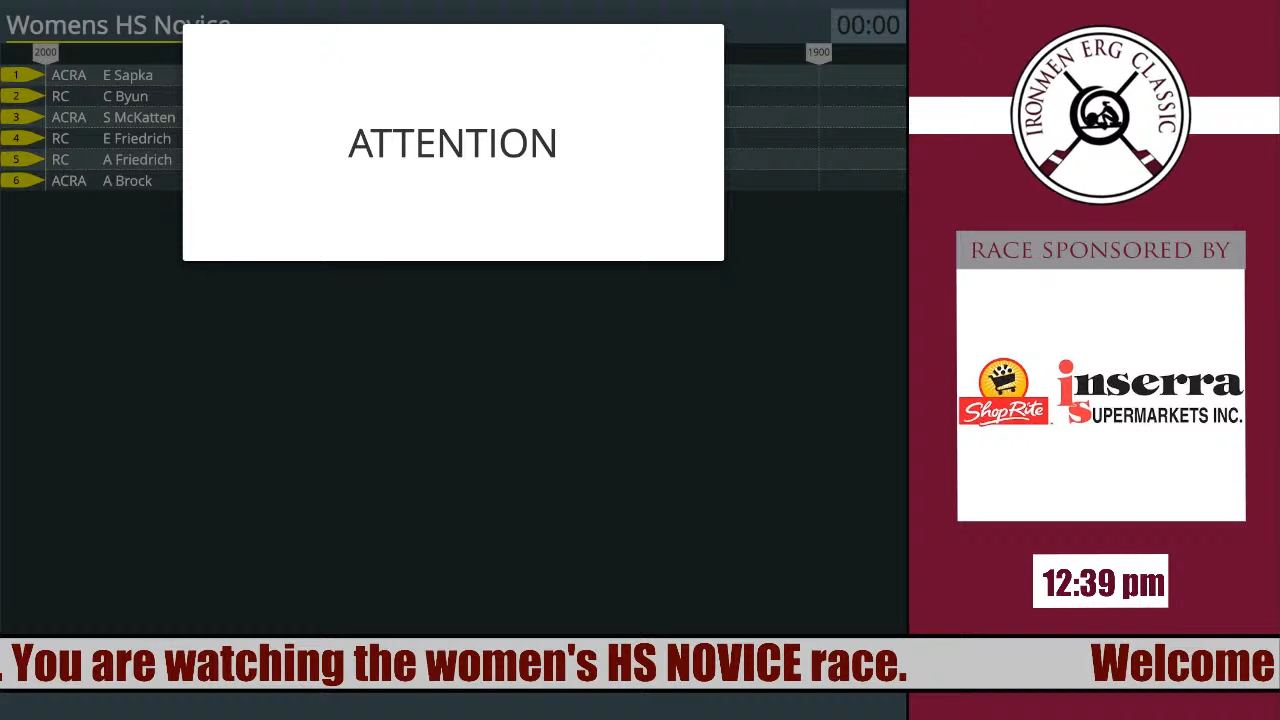 Womens HS Novice
00:00
2000
1900
1 ACRA E Sapka
2 RC C Byun
3 ACRA S McKatten
4 RC E Friedrich
5 RC A Friedrich
6 ACRA A Brock
ATTENTION
IRONMEN ERG CLASSIC
RACE SPONSORED BY
ShopRite
inserra
SUPERMARKETS INC.
12:39 pm
. You are watching the women's HS NOVICE race. Welcome